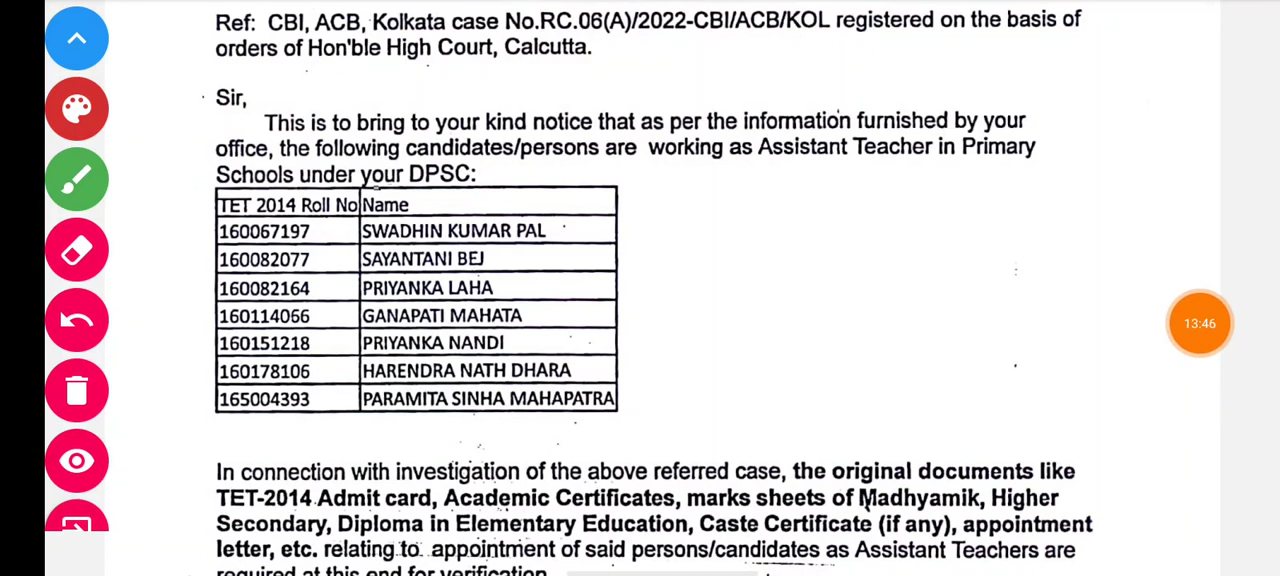 Ref: CBI, ACB, Kolkata case No.RC.06(A)/2022-CBI/ACB/KOL registered on the basis of
orders of Hon'ble High Court, Calcutta.
Sir,
This is to bring to your kind notice that as per the information furnished by your
office, the following candidates/persons are working as Assistant Teacher in Primary
Schools under your DPSC:
TET 2014 Roll No Name
160067197 SWADHIN KUMAR PAL
160082077 SAYANTANI BEJ
160082164 PRIYANKA LAHA
160114066 GANAPATI MAHATA
13:46
160151218 PRIYANKA NANDI
160178106 HARENDRA NATH DHARA
165004393 PARAMITA SINHA MAHAPATRA
In connection with investigation of the above referred case, the original documents like
TET-2014 Admit card, Academic Certificates, marks sheets of Madhyamik, Higher
Secondary, Diploma in Elementary Education, Caste Certificate (if any), appointment
letter, etc. relating to appointment of said persons/candidates as Assistant Teachers are
required at this end for verification